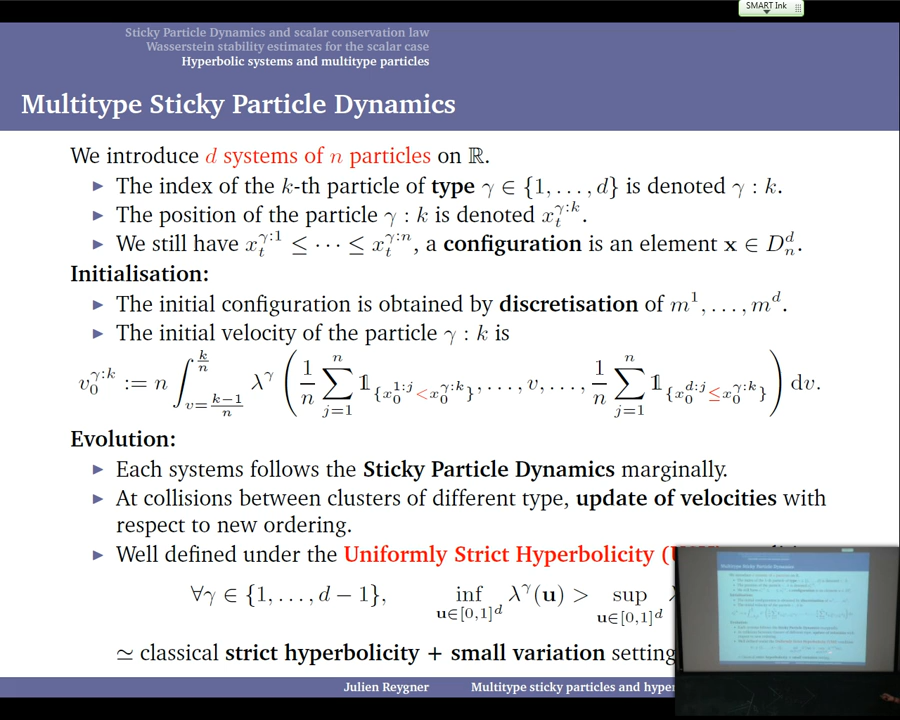 SMART Ink
Sticky Particle Dynamics and scalar conservation law
Wasserstein stability estimates for the scalar case
Hyperbolic systems and multitype particles
Multitype Sticky Particle Dynamics
We introduce d systems of n particles on ℝ.
► The index of the k-th particle of type γ ∈ {1, . . . , d} is denoted γ : k.
► The position of the particle γ : k is denoted x_t^{γ:k}.
► We still have x_t^{γ:1} ≤ · · · ≤ x_t^{γ:n}, a configuration is an element x ∈ D_n^d.
Initialisation:
► The initial configuration is obtained by discretisation of m^1, . . . , m^d.
► The initial velocity of the particle γ : k is
v_0^{γ:k} := n ∫_{v=\frac{k-1}{n}}^{\frac{k}{n}} λ^γ ( \frac{1}{n} ∑_{j=1}^{n} 𝟙_{\{x_0^{1:j} < x_0^{γ:k}\}}, . . . , v, . . . , \frac{1}{n} ∑_{j=1}^{n} 𝟙_{\{x_0^{d:j} ≤ x_0^{γ:k}\}} ) dv.
Evolution:
► Each systems follows the Sticky Particle Dynamics marginally.
► At collisions between clusters of different type, update of velocities with
respect to new ordering.
► Well defined under the Uniformly Strict Hyperbolicity (
∀γ ∈ {1, . . . , d − 1}, inf_{u∈[0,1]^d} λ^γ(u) > sup_{u∈[0,1]^d}
≃ classical strict hyperbolicity + small variation setting
Julien Reygner Multitype sticky particles and